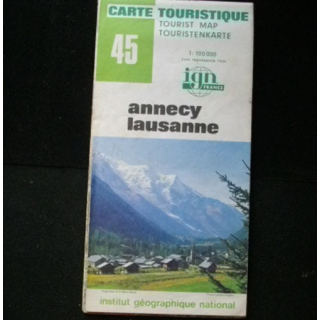 CARTE TOURISTIQUE
TOURIST MAP
TOURISTENKARTE
45
1:100 000
ign
FRANCE
annecy
lausanne
institut géographique national